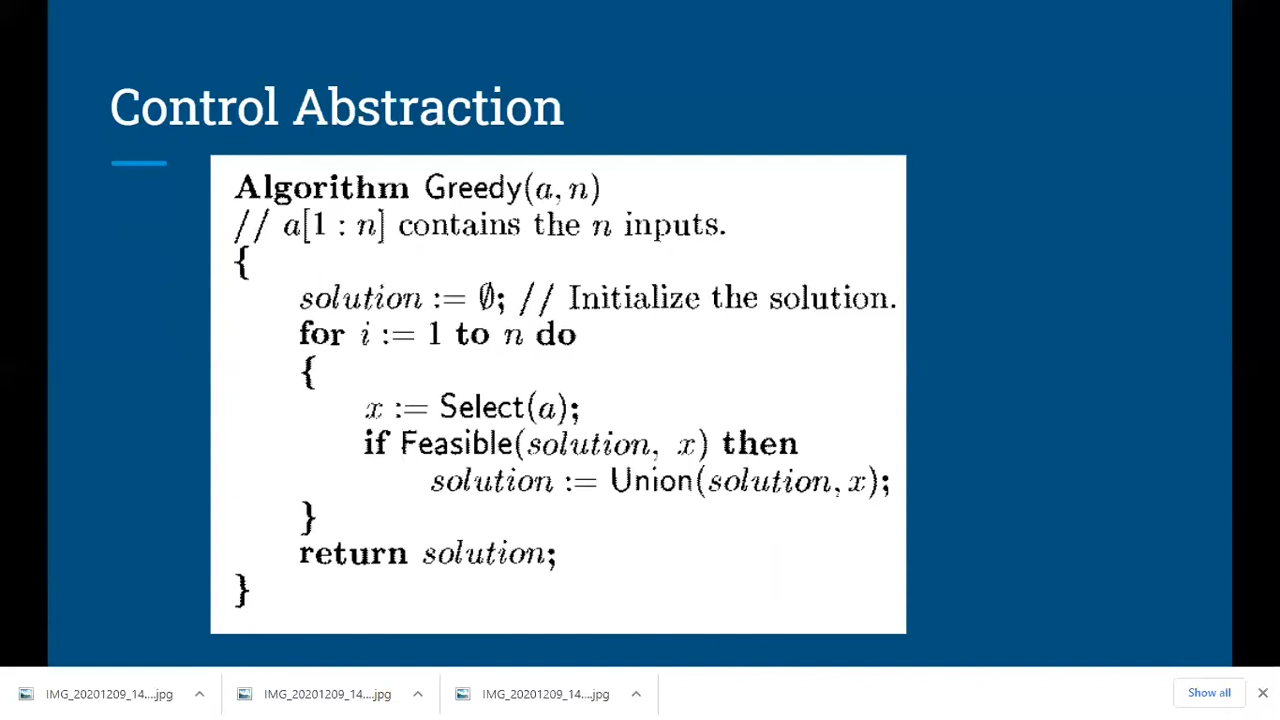 Control Abstraction
Algorithm Greedy(a, n)
// a[1 : n] contains the n inputs.
{
solution := ∅; // Initialize the solution.
for i := 1 to n do
{
x := Select(a);
if Feasible(solution, x) then
solution := Union(solution, x);
}
return solution;
}
IMG_20201209_14....jpg IMG_20201209_14....jpg IMG_20201209_14....jpg Show all